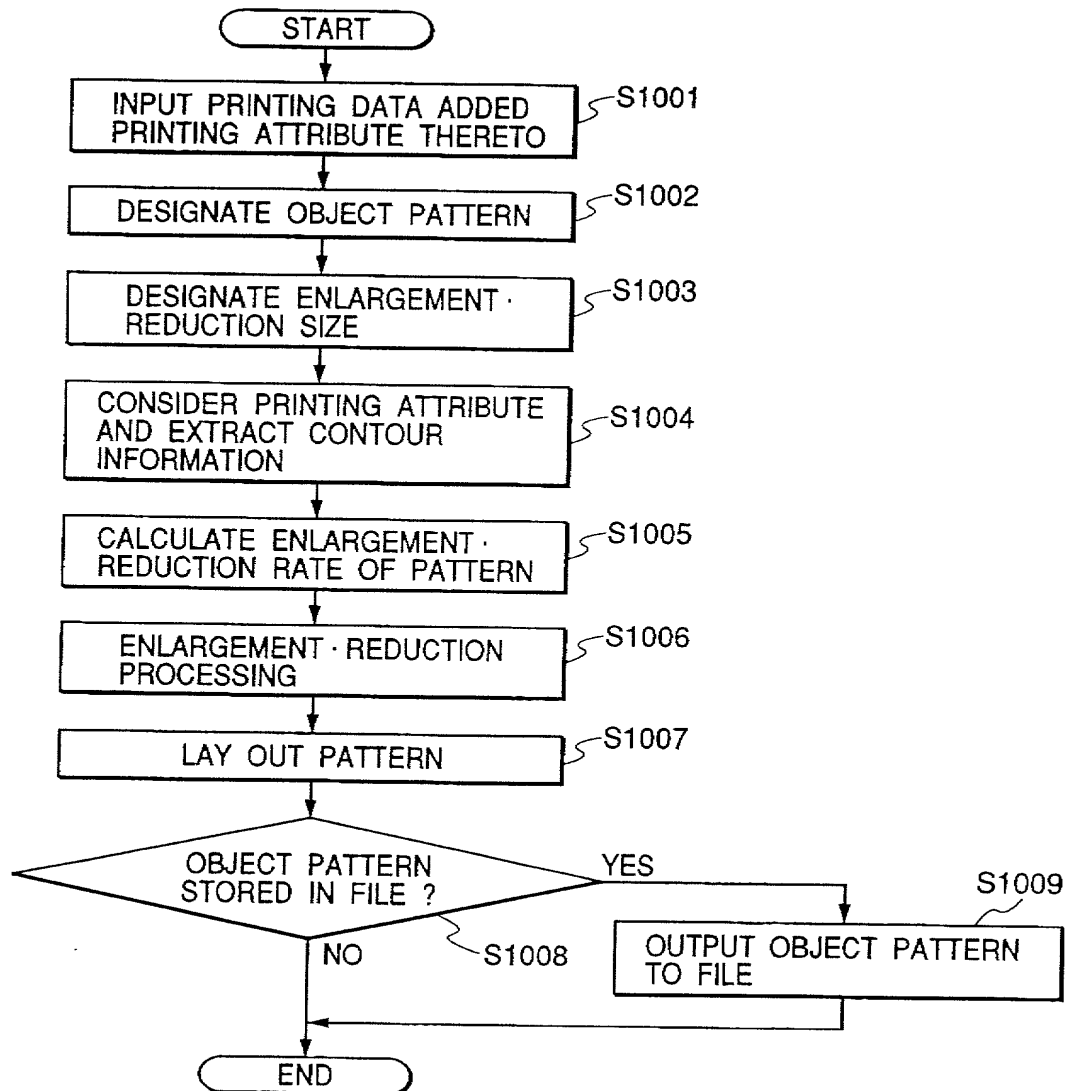 START
INPUT PRINTING DATA ADDED
PRINTING ATTRIBUTE THERETO
S1001
DESIGNATE OBJECT PATTERN
S1002
DESIGNATE ENLARGEMENT ·
REDUCTION SIZE
S1003
CONSIDER PRINTING ATTRIBUTE
AND EXTRACT CONTOUR
INFORMATION
S1004
CALCULATE ENLARGEMENT ·
REDUCTION RATE OF PATTERN
S1005
ENLARGEMENT · REDUCTION
PROCESSING
S1006
LAY OUT PATTERN
S1007
OBJECT PATTERN
STORED IN FILE ?
YES
NO
S1008
S1009
OUTPUT OBJECT PATTERN
TO FILE
END